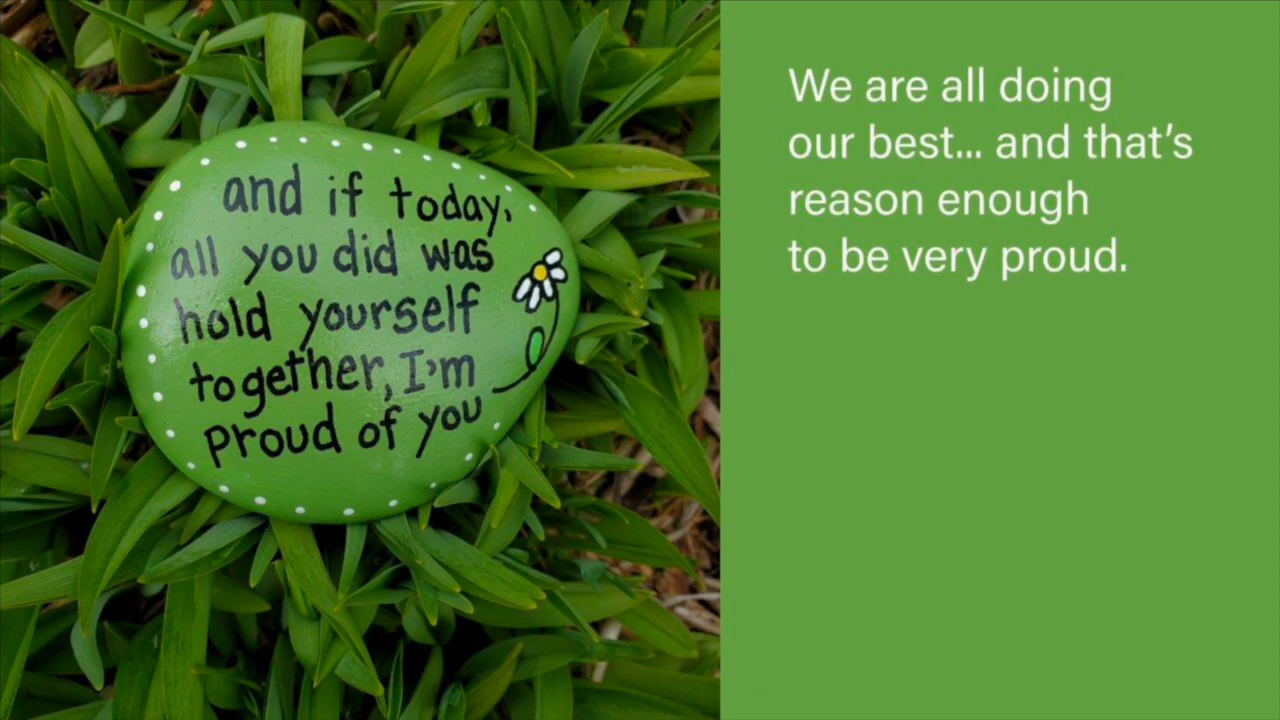 and if today,
all you did was
hold yourself
together, I'm
proud of you
We are all doing
our best... and that's
reason enough
to be very proud.